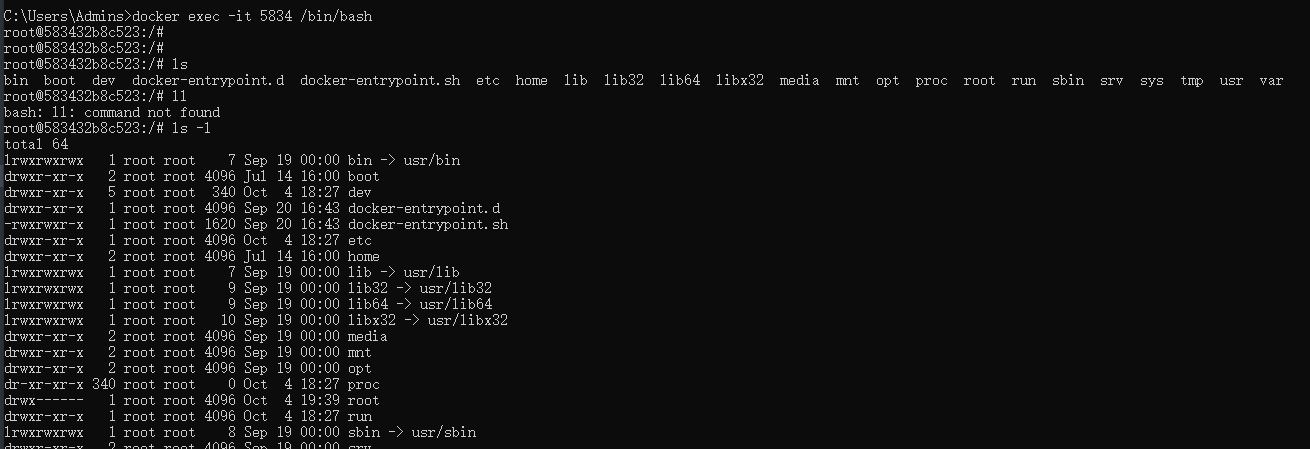 C:\Users\Admins>docker exec -it 5834 /bin/bash
root@583432b8c523:/#
root@583432b8c523:/#
root@583432b8c523:/# ls
bin  boot  dev  docker-entrypoint.d  docker-entrypoint.sh  etc  home  lib  lib32  lib64  libx32  media  mnt  opt  proc  root  run  sbin  srv  sys  tmp  usr  var
root@583432b8c523:/# ll
bash: ll: command not found
root@583432b8c523:/# ls -l
total 64
lrwxrwxrwx   1 root root    7 Sep 19 00:00 bin -> usr/bin
drwxr-xr-x   2 root root 4096 Jul 14 16:00 boot
drwxr-xr-x   5 root root  340 Oct  4 18:27 dev
drwxr-xr-x   1 root root 4096 Sep 20 16:43 docker-entrypoint.d
-rwxrwxr-x   1 root root 1620 Sep 20 16:43 docker-entrypoint.sh
drwxr-xr-x   1 root root 4096 Oct  4 18:27 etc
drwxr-xr-x   2 root root 4096 Jul 14 16:00 home
lrwxrwxrwx   1 root root    7 Sep 19 00:00 lib -> usr/lib
lrwxrwxrwx   1 root root    9 Sep 19 00:00 lib32 -> usr/lib32
lrwxrwxrwx   1 root root    9 Sep 19 00:00 lib64 -> usr/lib64
lrwxrwxrwx   1 root root   10 Sep 19 00:00 libx32 -> usr/libx32
drwxr-xr-x   2 root root 4096 Sep 19 00:00 media
drwxr-xr-x   2 root root 4096 Sep 19 00:00 mnt
drwxr-xr-x   2 root root 4096 Sep 19 00:00 opt
dr-xr-xr-x 340 root root    0 Oct  4 18:27 proc
drwx------   1 root root 4096 Oct  4 19:39 root
drwxr-xr-x   1 root root 4096 Oct  4 18:27 run
lrwxrwxrwx   1 root root    8 Sep 19 00:00 sbin -> usr/sbin
drwxr-xr-x   2 root root 4096 Sep 19 00:00 srv